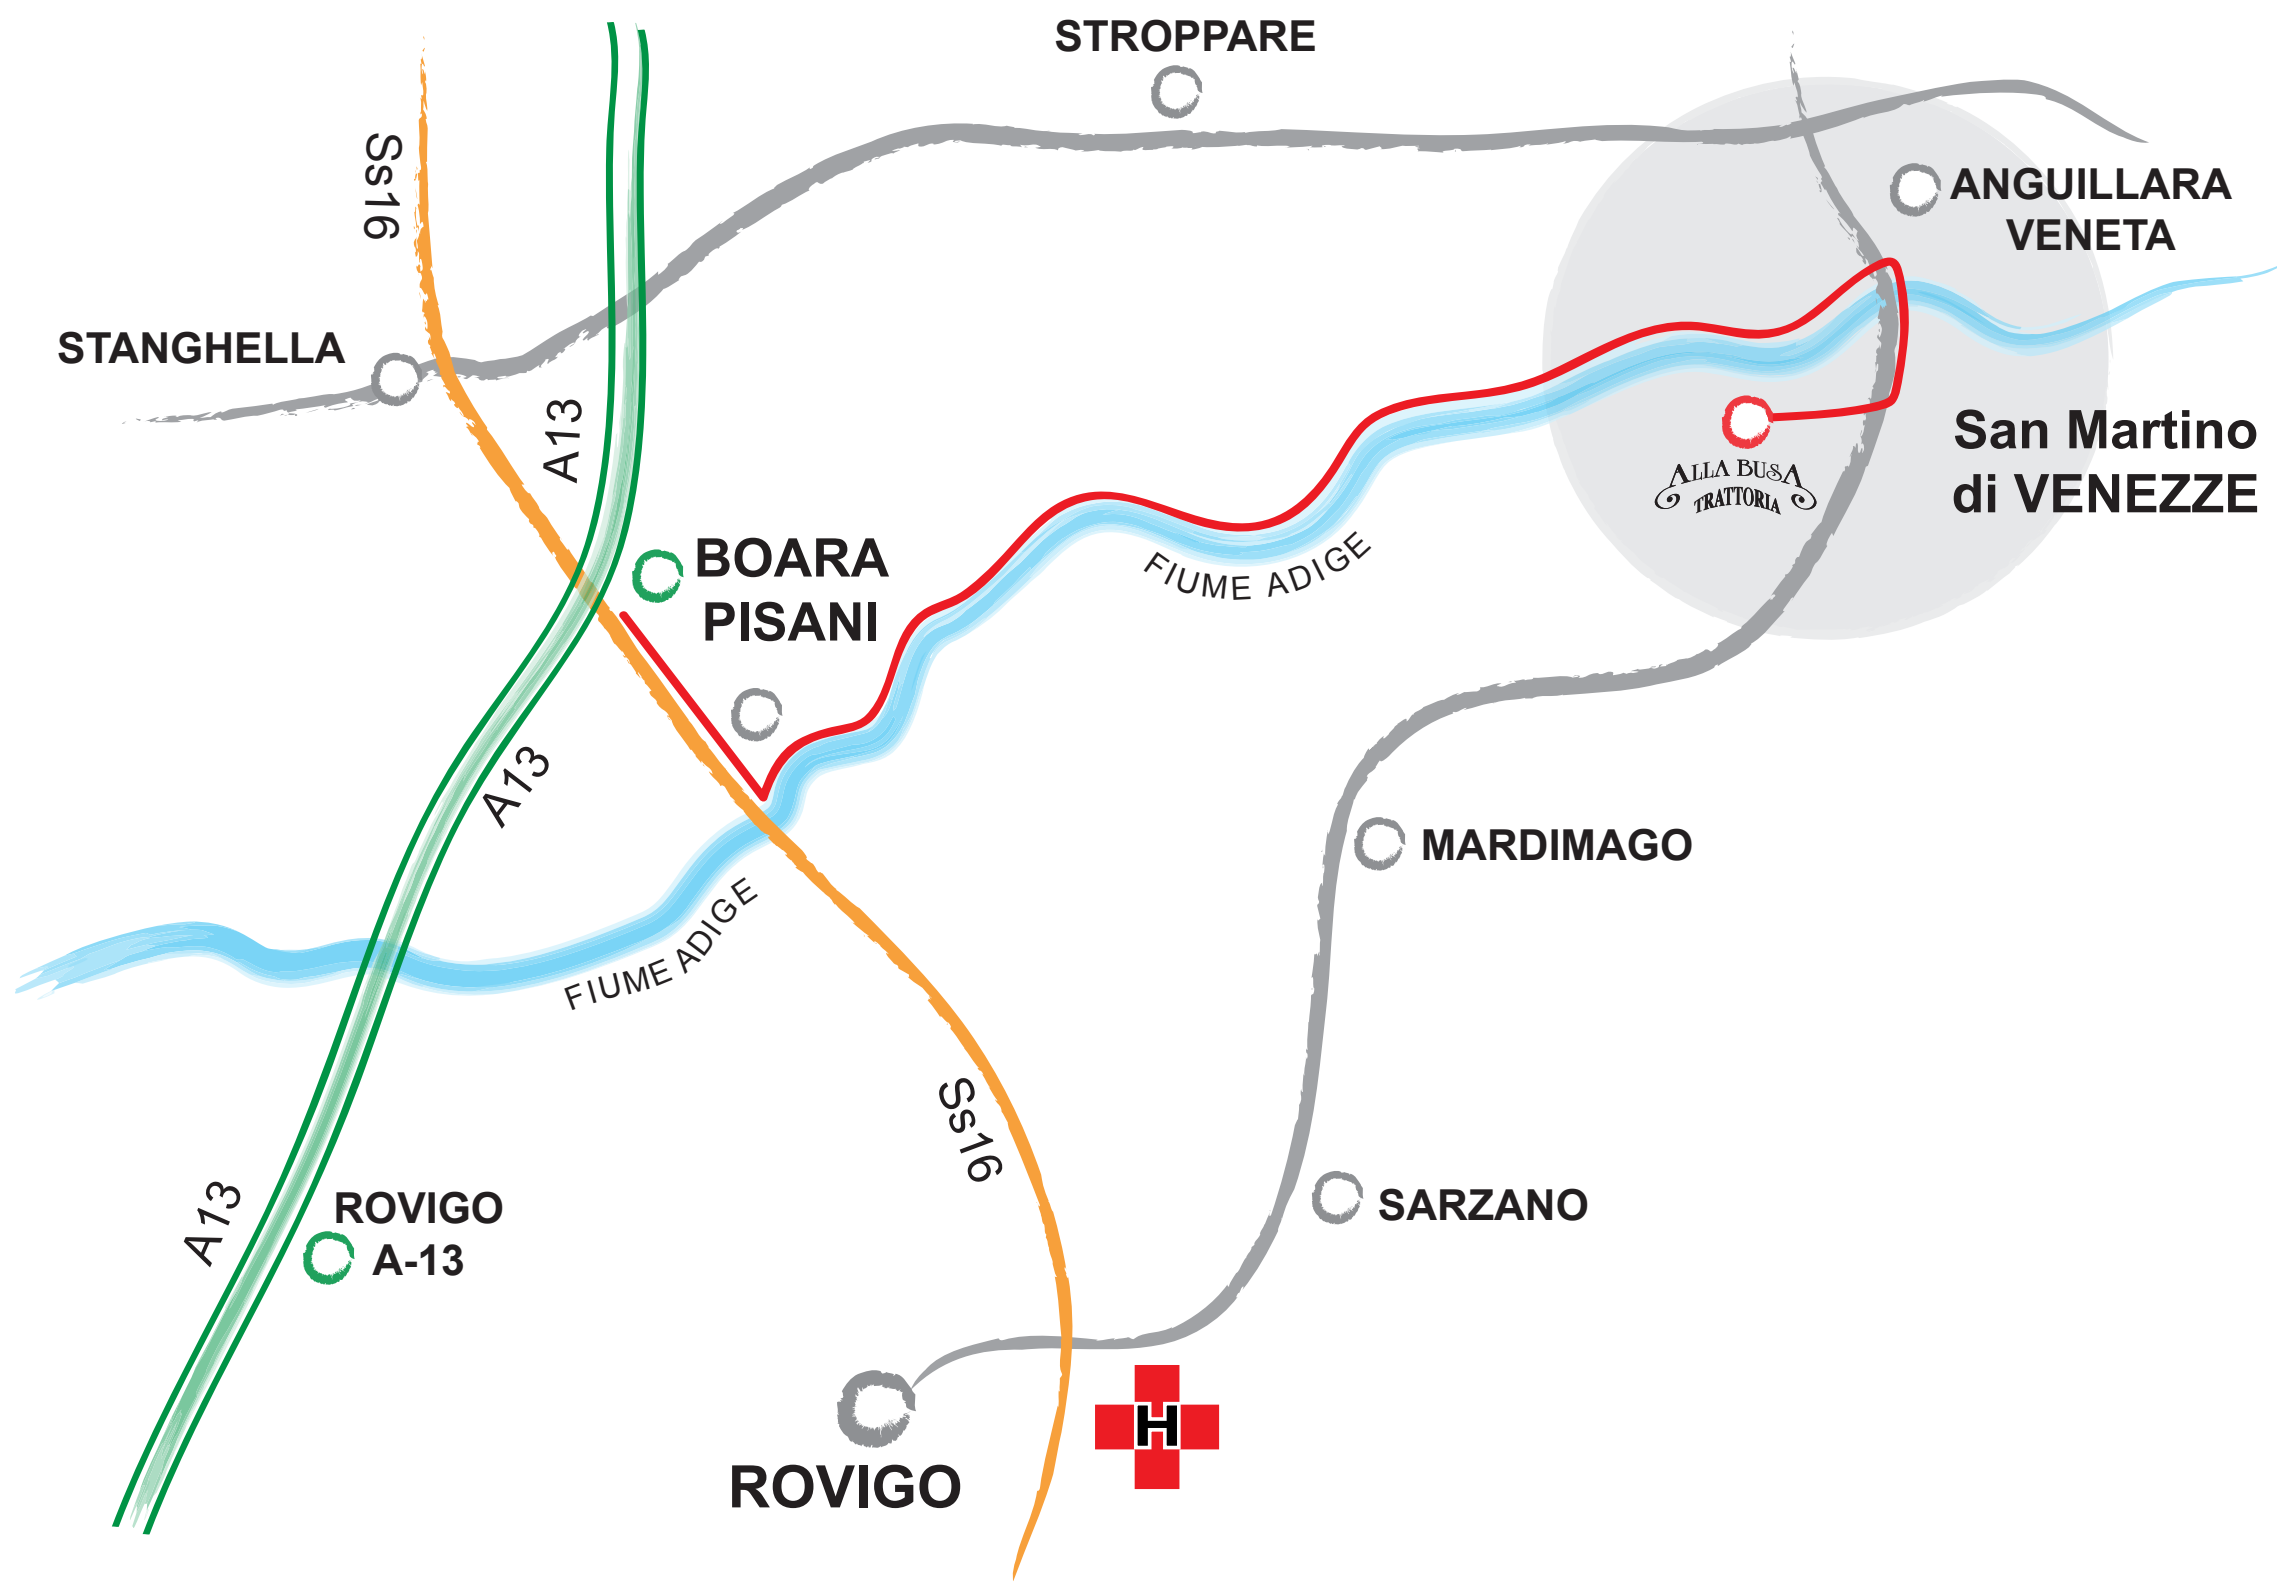 STROPPARE
Ss16
ANGUILLARA
VENETA
STANGHELLA
A13
San Martino
di VENEZZE
ALLA BUSA
TRATTORIA
BOARA
PISANI
FIUME ADIGE
A13
MARDIMAGO
FIUME ADIGE
Ss16
A13
ROVIGO
A-13
SARZANO
H
ROVIGO